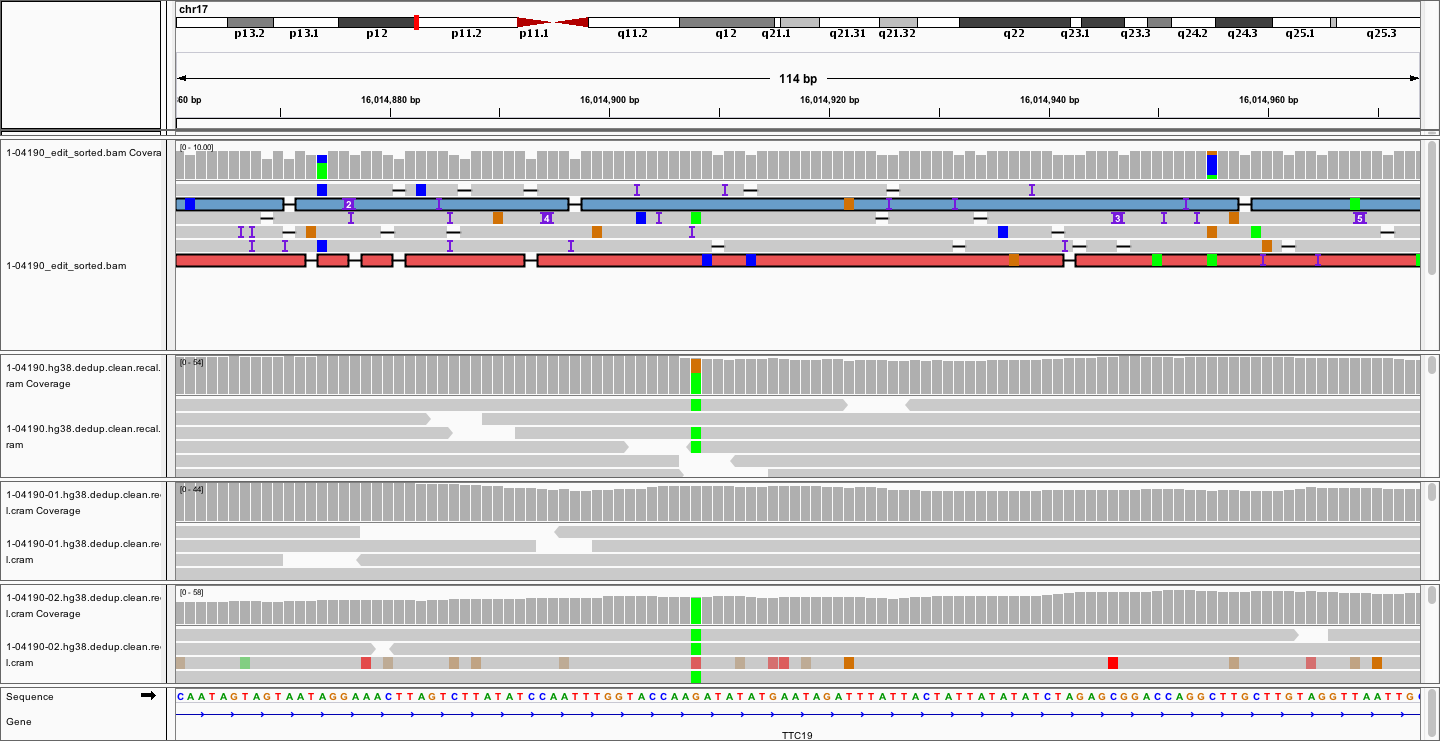 chr17
p13.2 p13.1 p12 p11.2 p11.1 q11.2 q12 q21.1 q21.31 q21.32 q22 q23.1 q23.3 q24.2 q24.3 q25.1 q25.3
114 bp
60 bp 16,014,880 bp 16,014,900 bp 16,014,920 bp 16,014,940 bp 16,014,960 bp
1-04190_edit_sorted.bam Covera
[0 - 10.00]
2
4 3 5
1-04190_edit_sorted.bam
1-04190.hg38.dedup.clean.recal.
ram Coverage
[0 - 54]
1-04190.hg38.dedup.clean.recal.
ram
1-04190-01.hg38.dedup.clean.re
l.cram Coverage
[0 - 44]
1-04190-01.hg38.dedup.clean.re
l.cram
1-04190-02.hg38.dedup.clean.re
l.cram Coverage
[0 - 58]
1-04190-02.hg38.dedup.clean.re
l.cram
Sequence
C A A T A G T A G T A A T A G G A A A C T T A G T C T T A T A T C C A A T T T G G T A C C A A G A T A T A T G A A T A G A T T T A T T A C T A T T A T A T A T C T A G A G C G G A C C A G G C T T G C T T G T A G G T T A A T T G
Gene
TTC19